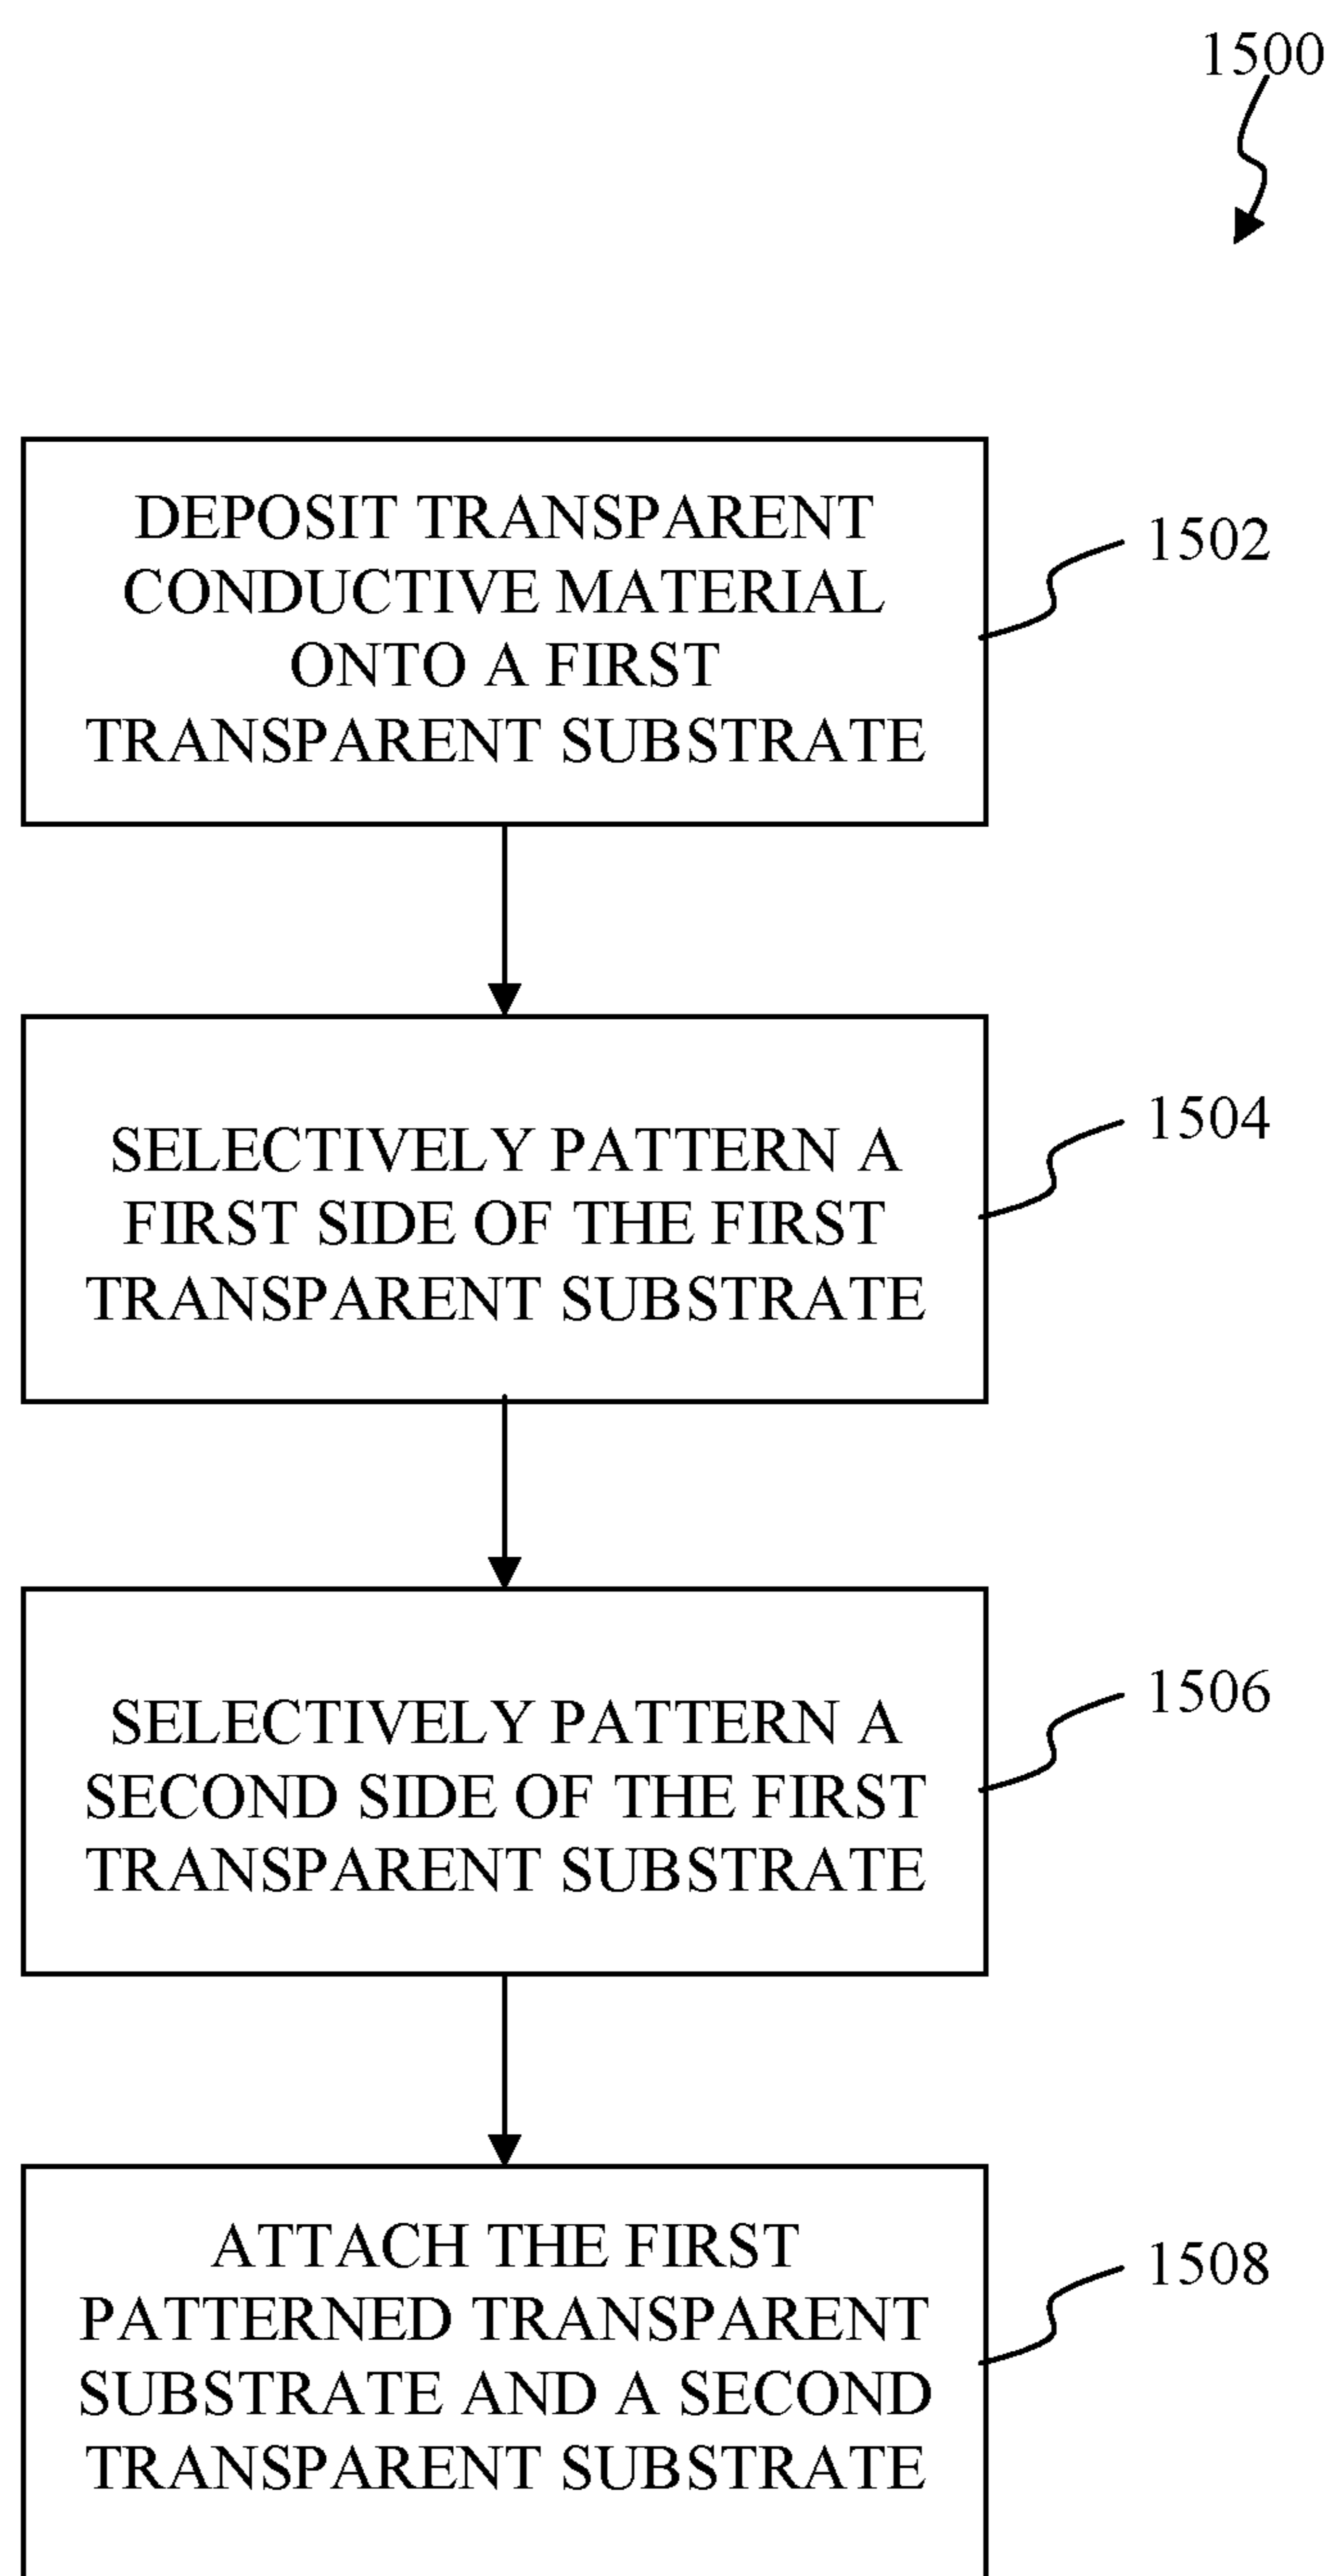 1500
DEPOSIT TRANSPARENT
CONDUCTIVE MATERIAL
ONTO A FIRST
TRANSPARENT SUBSTRATE
1502
SELECTIVELY PATTERN A
FIRST SIDE OF THE FIRST
TRANSPARENT SUBSTRATE
1504
SELECTIVELY PATTERN A
SECOND SIDE OF THE FIRST
TRANSPARENT SUBSTRATE
1506
ATTACH THE FIRST
PATTERNED TRANSPARENT
SUBSTRATE AND A SECOND
TRANSPARENT SUBSTRATE
1508